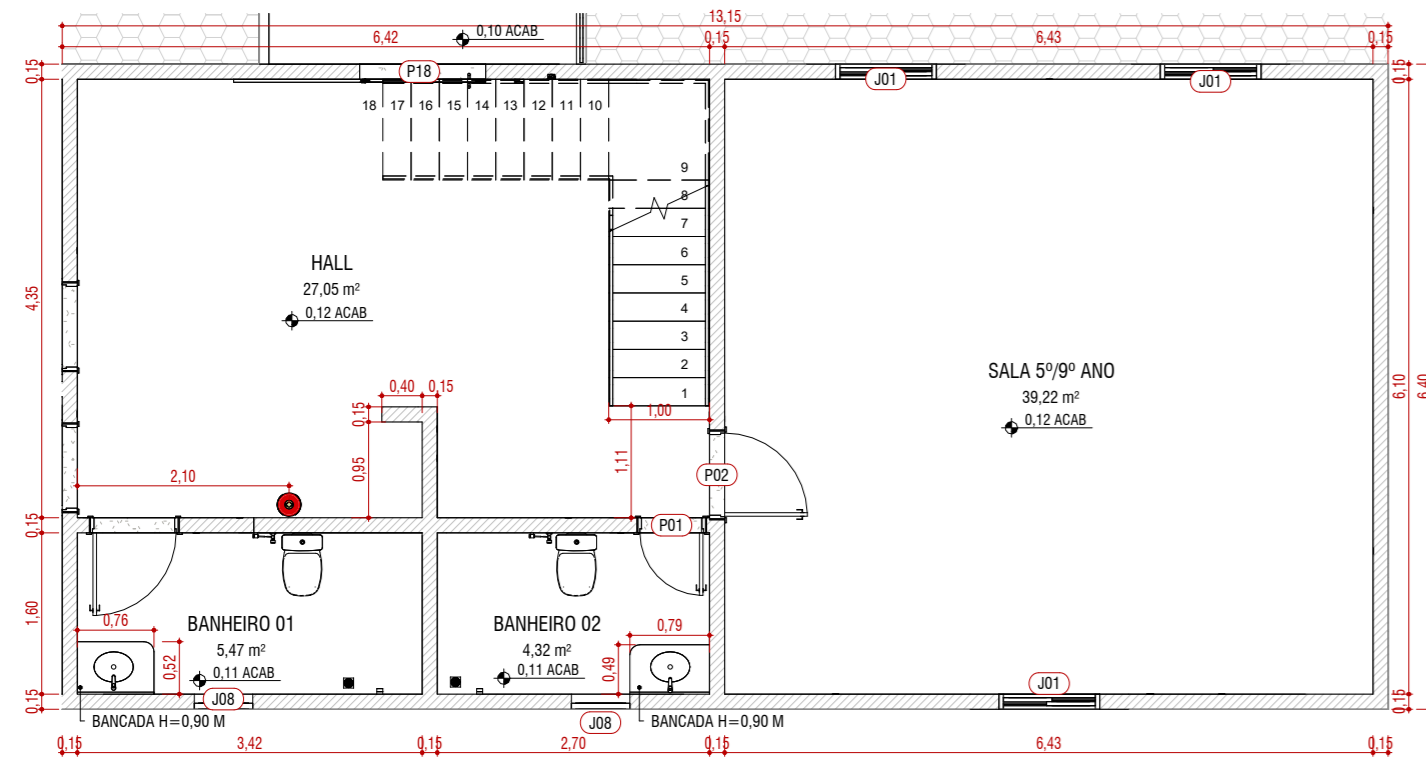 13,15
6,42
0,10 ACAB
0,15
6,43
0,15
0,15
P18
J01
J01
0,15
18 17 16 15 14 13 12 11 10
9
8
7
6
5
4
3
2
1
HALL
27,05 m²
0,12 ACAB
4,35
SALA 5º/9º ANO
39,22 m²
0,12 ACAB
6,10
6,40
0,40
0,15
0,15
1,00
0,95
1,11
2,10
P02
P01
0,15
1,60
0,76
BANHEIRO 01
5,47 m²
0,11 ACAB
0,52
BANHEIRO 02
4,32 m²
0,11 ACAB
0,79
0,49
J08
J08
J01
0,15
0,15
BANCADA H=0,90 M
BANCADA H=0,90 M
0,15
3,42
0,15
2,70
0,15
6,43
0,15